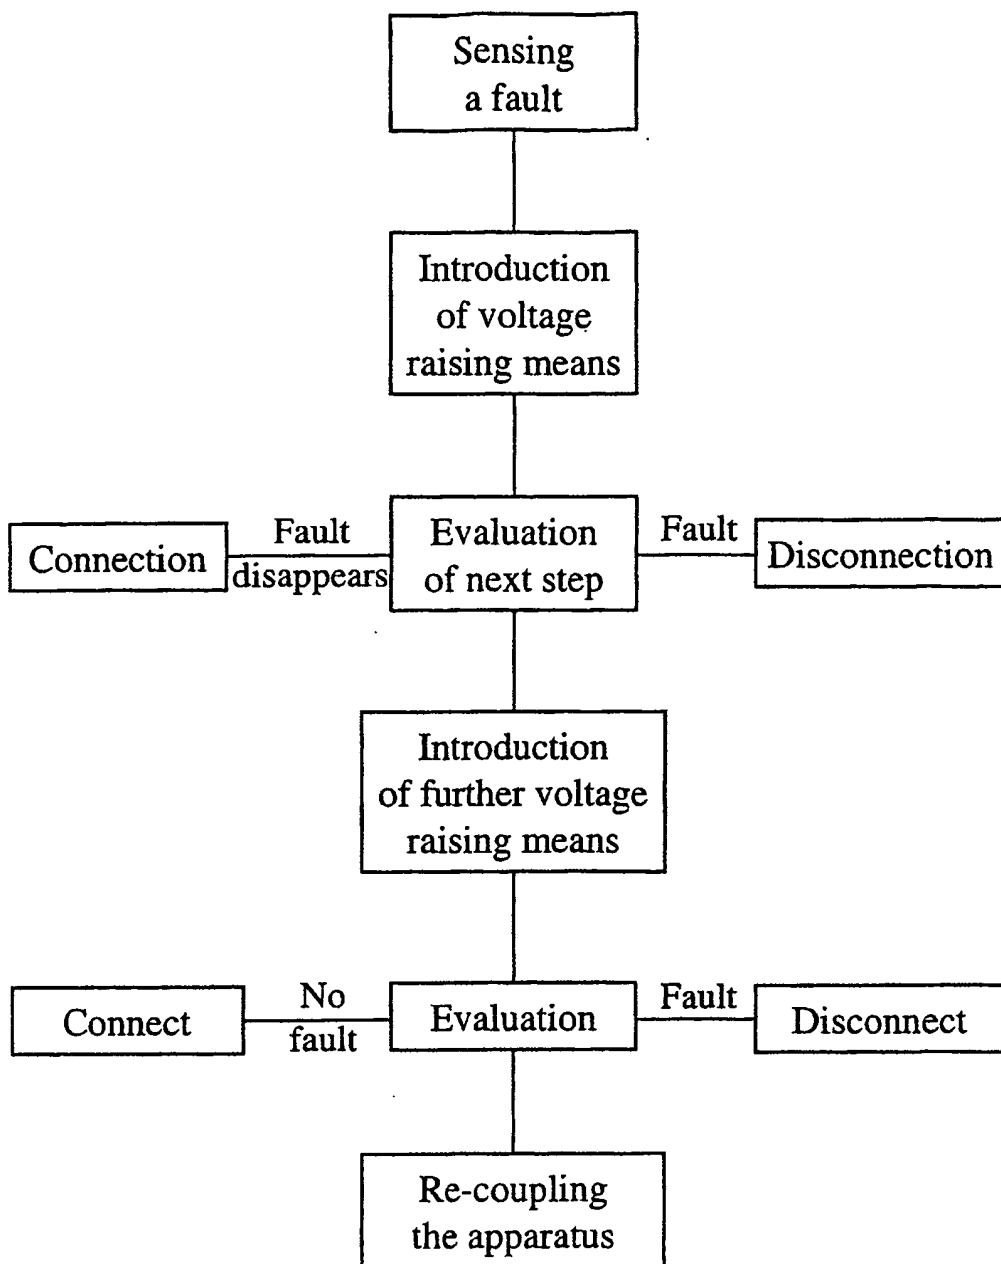 Sensing
a fault
Introduction
of voltage
raising means
Connection
Fault
disappears
Evaluation
of next step
Fault
Disconnection
Introduction
of further voltage
raising means
Connect
No
fault
Evaluation
Fault
Disconnect
Re-coupling
the apparatus